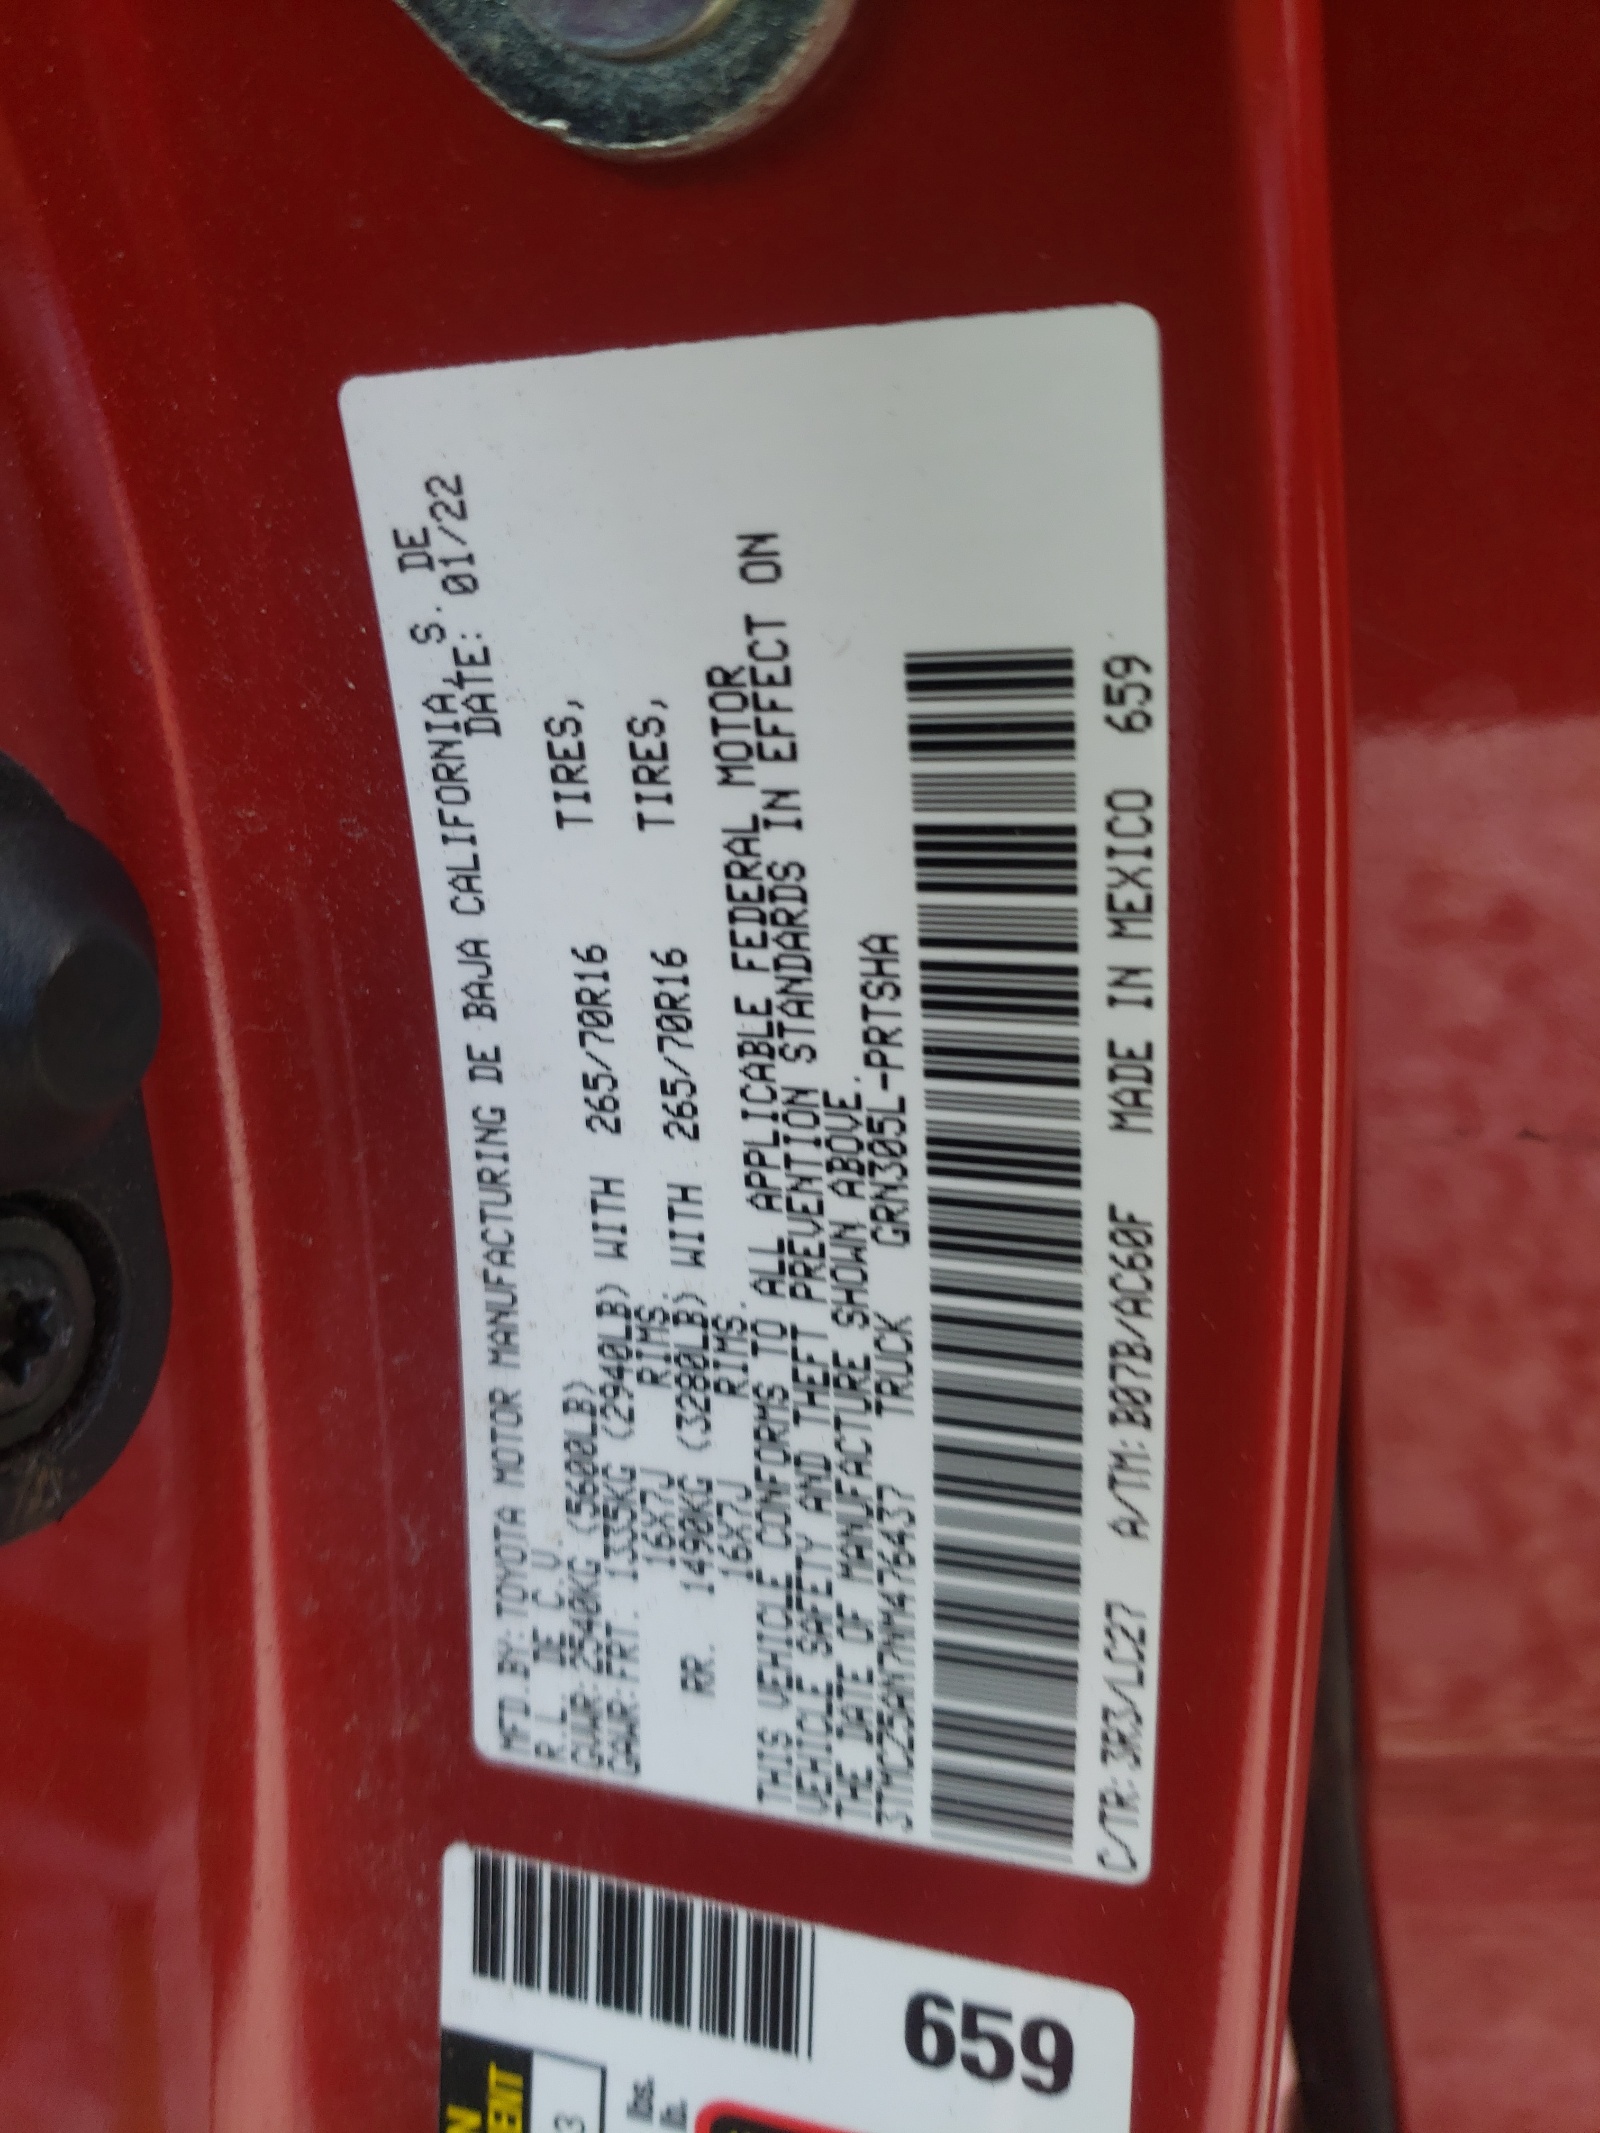 MFD.BY:TOYOTA MOTOR MANUFACTURING DE BAJA CALIFORNIA, S. DE
R.L. DE C.V. DATE: 01/22
GVWR:2540KG (5600LB)
GAWR:FRT. 1335KG (2940LB) WITH 265/70R16 TIRES,
16X7J RIMS.
RR. 1490KG (3280LB) WITH 265/70R16 TIRES,
16X7J RIMS.
THIS VEHICLE CONFORMS TO ALL APPLICABLE FEDERAL MOTOR
VEHICLE SAFETY AND THEFT PREVENTION STANDARDS IN EFFECT ON
THE DATE OF MANUFACTURE SHOWN ABOVE.
3TMCZ5AN7NM476437 TRUCK GRN305L-PRTSHA
C/TR:3R3/LC27 A/TM:B07B/AC60F MADE IN MEXICO 659
659
lbs.
3